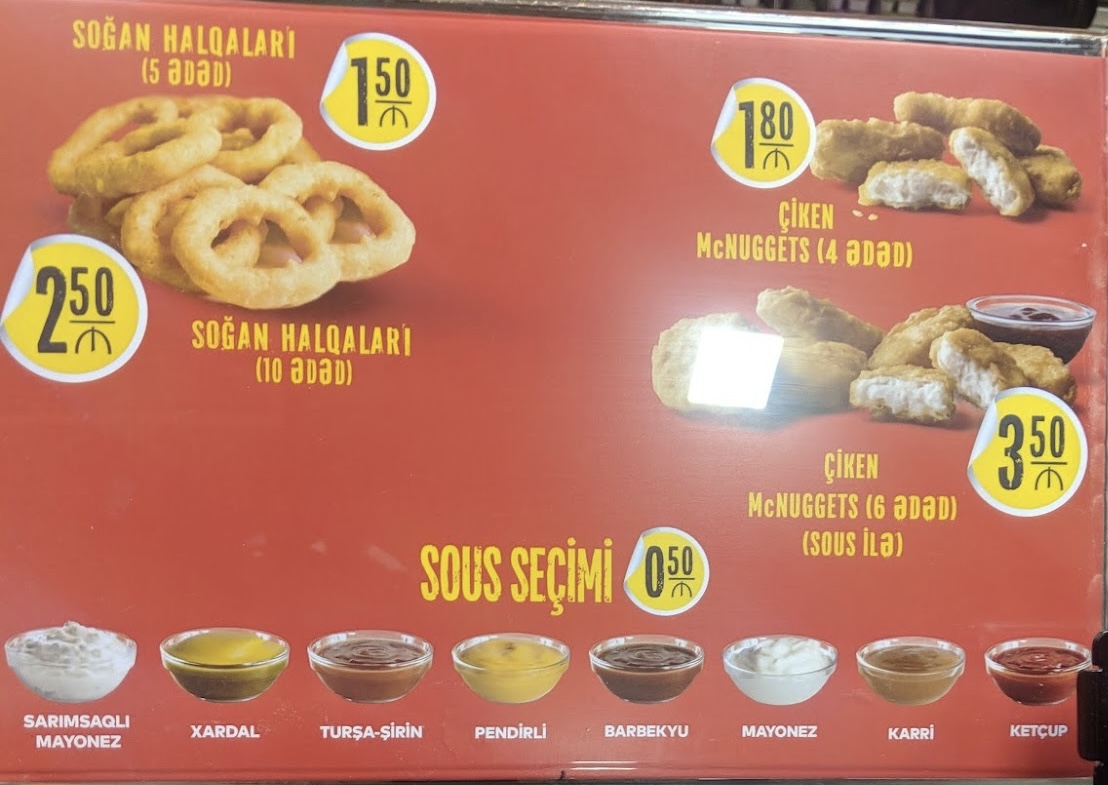 SOĞAN HALQALARI
(5 ƏDƏD)
1 50 ₼
2 50 ₼
SOĞAN HALQALARI
(10 ƏDƏD)
1 80 ₼
ÇİKEN
McNUGGETS (4 ƏDƏD)
ÇİKEN
McNUGGETS (6 ƏDƏD)
(SOUS İLƏ)
3 50 ₼
SOUS SEÇİMİ 0 50 ₼
SARIMSAQLI
MAYONEZ
XARDAL
TURŞA-ŞİRİN
PENDİRLİ
BARBEKYU
MAYONEZ
KARRİ
KETÇUP